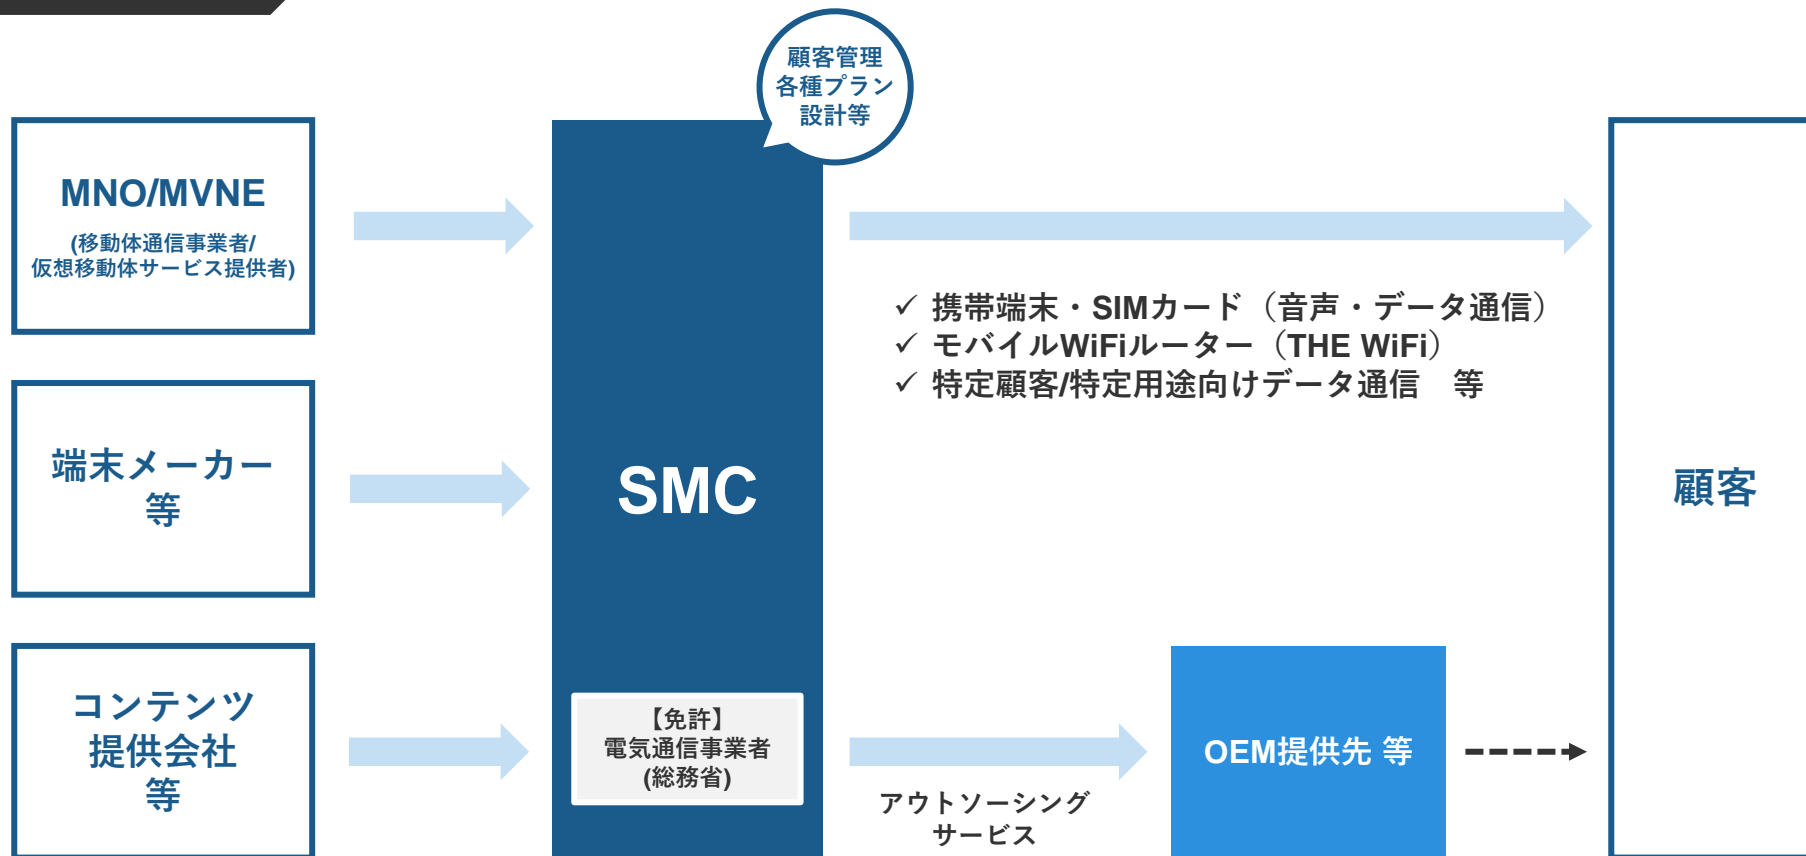 顧客管理
各種プラン
設計等
MNO/MVNE
(移動体通信事業者/
仮想移動体サービス提供者)
端末メーカー
等
コンテンツ
提供会社
等
SMC
【免許】
電気通信事業者
(総務省)
✓ 携帯端末・SIMカード（音声・データ通信）
✓ モバイルWiFiルーター（THE WiFi）
✓ 特定顧客/特定用途向けデータ通信　等
アウトソーシング
サービス
OEM提供先 等
顧客